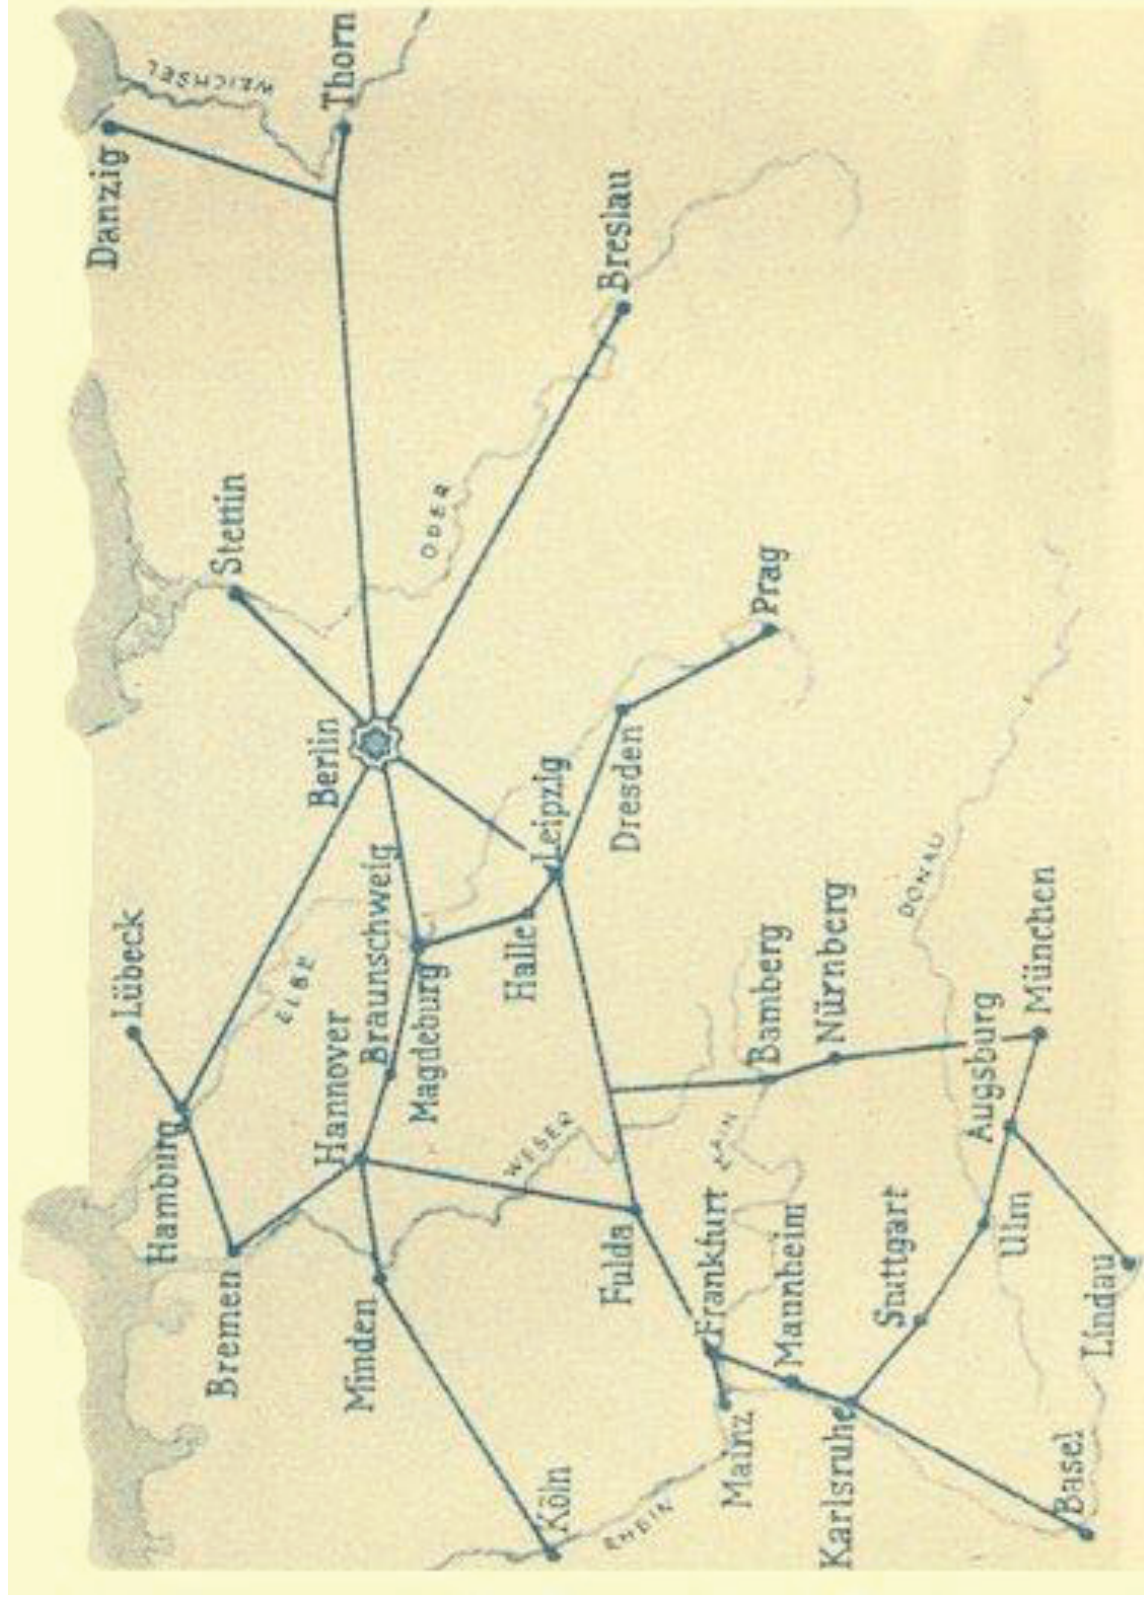 WEICHSEL
Thorn
Danzig
Breslau
Stettin
ODER
Prag
Berlin
Leipzig
Dresden
Braunschweig
Lübeck
ELBE
Halle
Magdeburg
Hannover
DONAU
München
Bamberg
Nürnberg
Augsburg
Hamburg
WESER
MAIN
Bremen
Fulda
Frankfurt
Mannheim
Stuttgart
Ulm
Minden
Lindau
Mainz
Karlsruhe
Köln
RHEIN
Basel